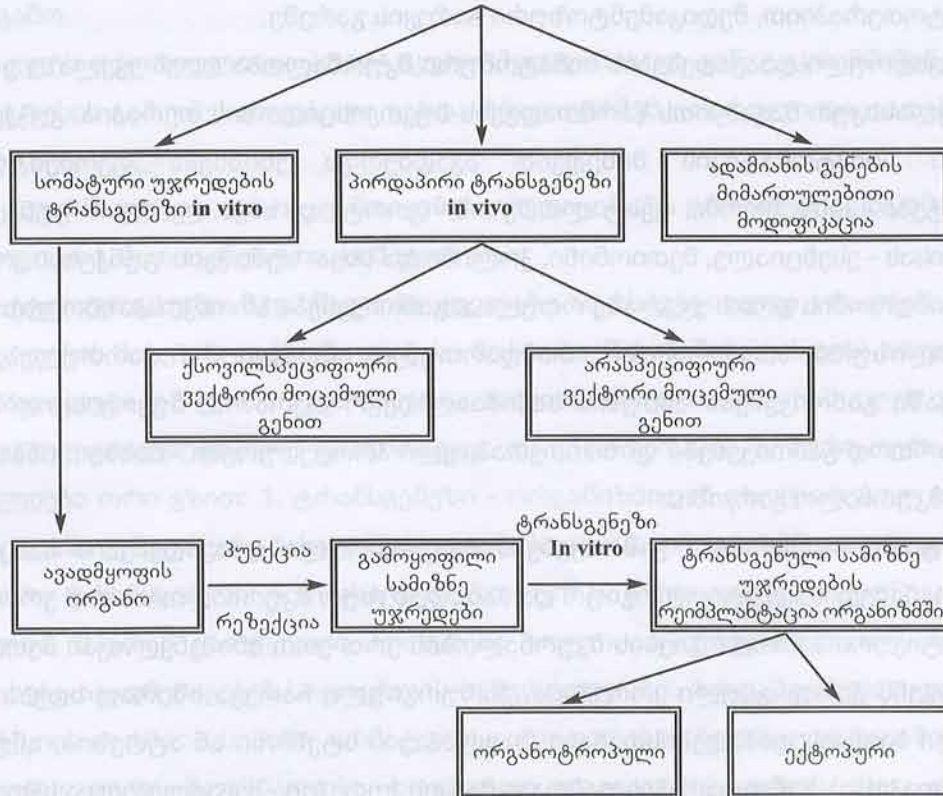 სომატური უჯრედების
ტრანსგენეზი in vitro
პირდაპირი ტრანსგენეზი
in vivo
ადამიანის გენების
მიმართულებითი
მოდიფიკაცია
ქსოვილსპეციფიური
ვექტორი მოცემული
გენით
არასპეციფიური
ვექტორი მოცემული
გენით
ავადმყოფის
ორგანო
პუნქცია
რეზექცია
გამოყოფილი
სამიზნე
უჯრედები
ტრანსგენეზი
In vitro
ტრანსგენული სამიზნე
უჯრედების
რეიმპლანტაცია ორგანიზმში
ორგანოტროპული
ექტოპური